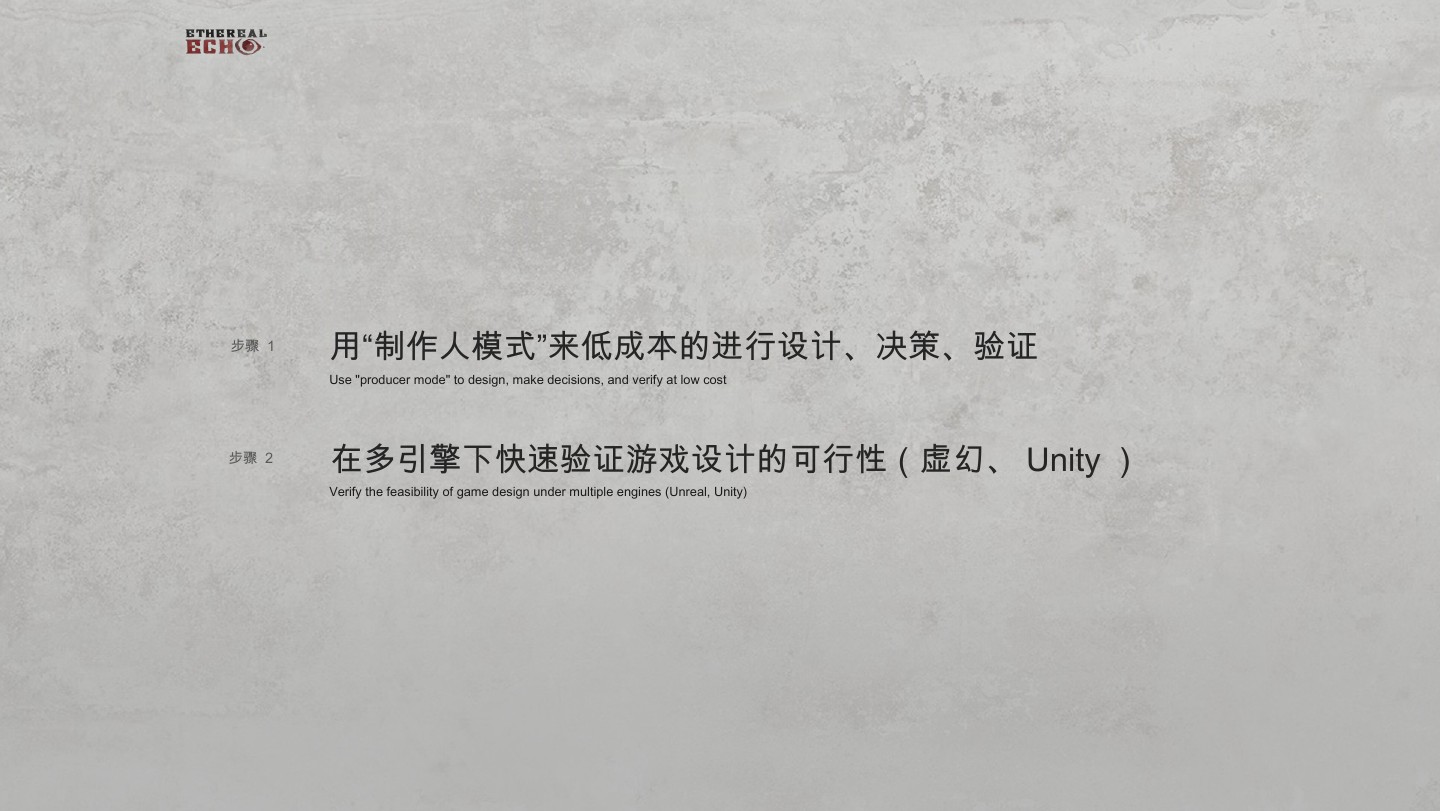 ETHEREAL
ECHO
步骤 1
用“制作人模式”来低成本的进行设计、决策、验证
Use "producer mode" to design, make decisions, and verify at low cost
步骤 2
在多引擎下快速验证游戏设计的可行性（虚幻、 Unity ）
Verify the feasibility of game design under multiple engines (Unreal, Unity)